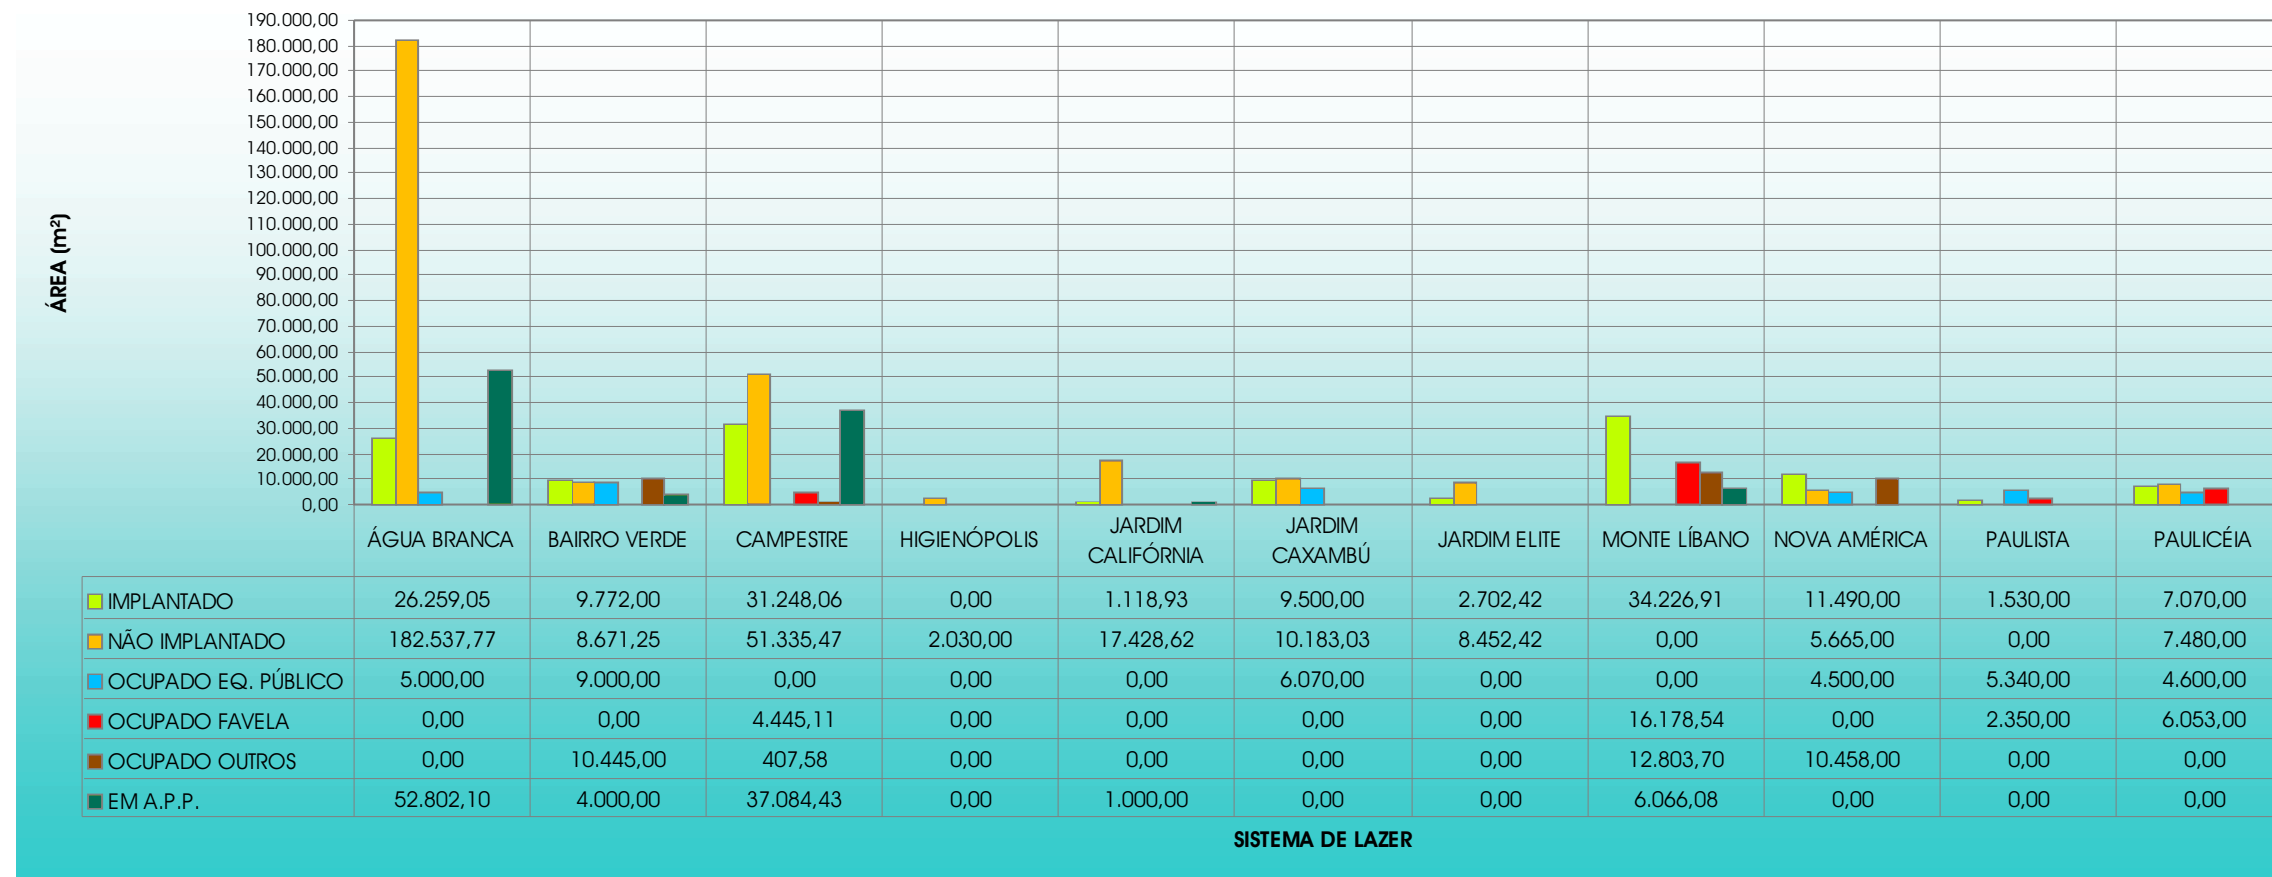 190.000,00
180.000,00
170.000,00
160.000,00
150.000,00
140.000,00
130.000,00
120.000,00
110.000,00
100.000,00
90.000,00
80.000,00
70.000,00
60.000,00
50.000,00
40.000,00
30.000,00
20.000,00
10.000,00
0,00
ÁREA (m²)
ÁGUA BRANCA BAIRRO VERDE CAMPESTRE HIGIENÓPOLIS JARDIM CALIFÓRNIA JARDIM CAXAMBÚ JARDIM ELITE MONTE LÍBANO NOVA AMÉRICA PAULISTA PAULICÉIA
IMPLANTADO 26.259,05 9.772,00 31.248,06 0,00 1.118,93 9.500,00 2.702,42 34.226,91 11.490,00 1.530,00 7.070,00
NÃO IMPLANTADO 182.537,77 8.671,25 51.335,47 2.030,00 17.428,62 10.183,03 8.452,42 0,00 5.665,00 0,00 7.480,00
OCUPADO EQ. PÚBLICO 5.000,00 9.000,00 0,00 0,00 0,00 6.070,00 0,00 0,00 4.500,00 5.340,00 4.600,00
OCUPADO FAVELA 0,00 0,00 4.445,11 0,00 0,00 0,00 0,00 16.178,54 0,00 2.350,00 6.053,00
OCUPADO OUTROS 0,00 10.445,00 407,58 0,00 0,00 0,00 0,00 12.803,70 10.458,00 0,00 0,00
EM A.P.P. 52.802,10 4.000,00 37.084,43 0,00 1.000,00 0,00 0,00 6.066,08 0,00 0,00 0,00
SISTEMA DE LAZER